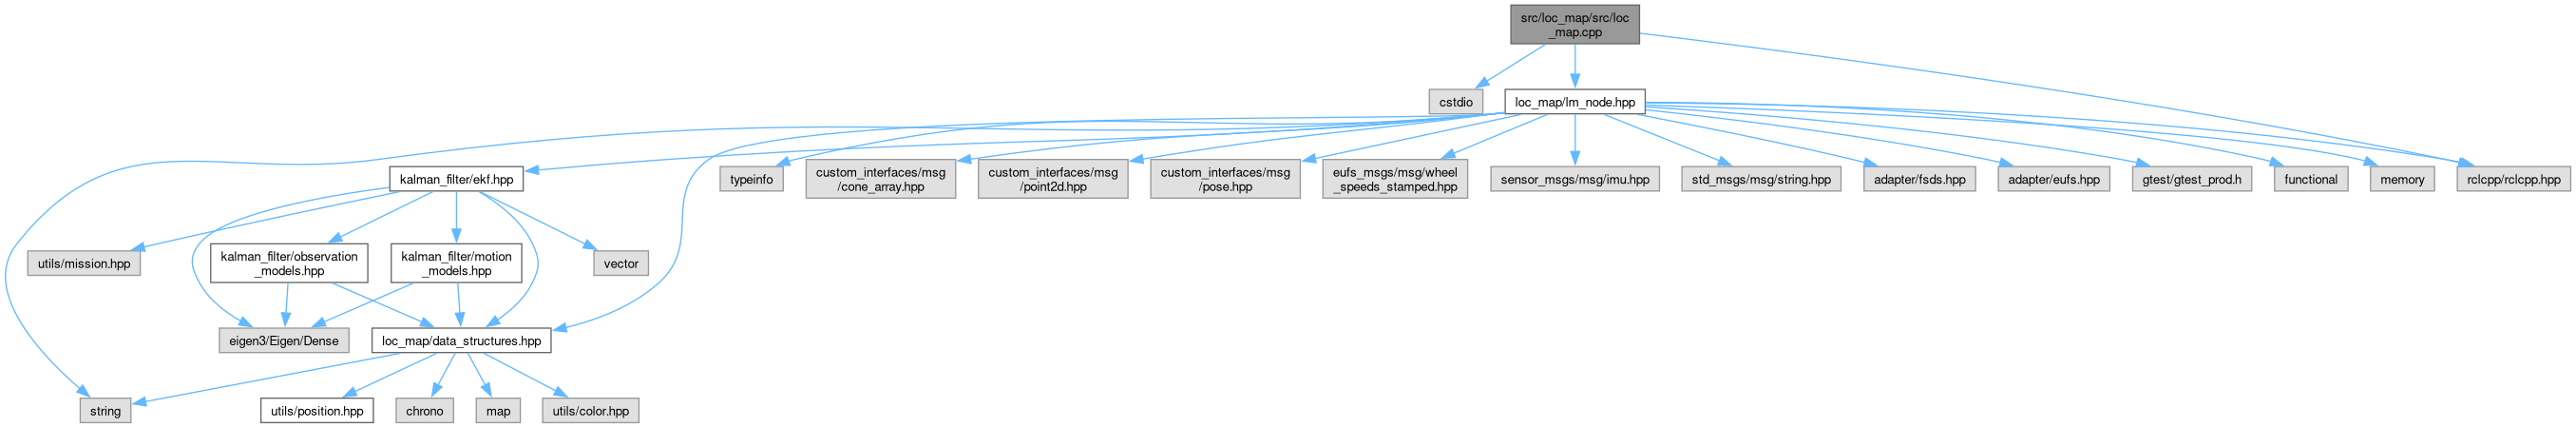 src/loc_map/src/loc
_map.cpp
cstdio
loc_map/lm_node.hpp
kalman_filter/ekf.hpp
typeinfo
custom_interfaces/msg
/cone_array.hpp
custom_interfaces/msg
/point2d.hpp
custom_interfaces/msg
/pose.hpp
eufs_msgs/msg/wheel
_speeds_stamped.hpp
sensor_msgs/msg/imu.hpp
std_msgs/msg/string.hpp
adapter/fsds.hpp
adapter/eufs.hpp
gtest/gtest_prod.h
functional
memory
rclcpp/rclcpp.hpp
utils/mission.hpp
kalman_filter/observation
_models.hpp
kalman_filter/motion
_models.hpp
vector
eigen3/Eigen/Dense
loc_map/data_structures.hpp
string
utils/position.hpp
chrono
map
utils/color.hpp